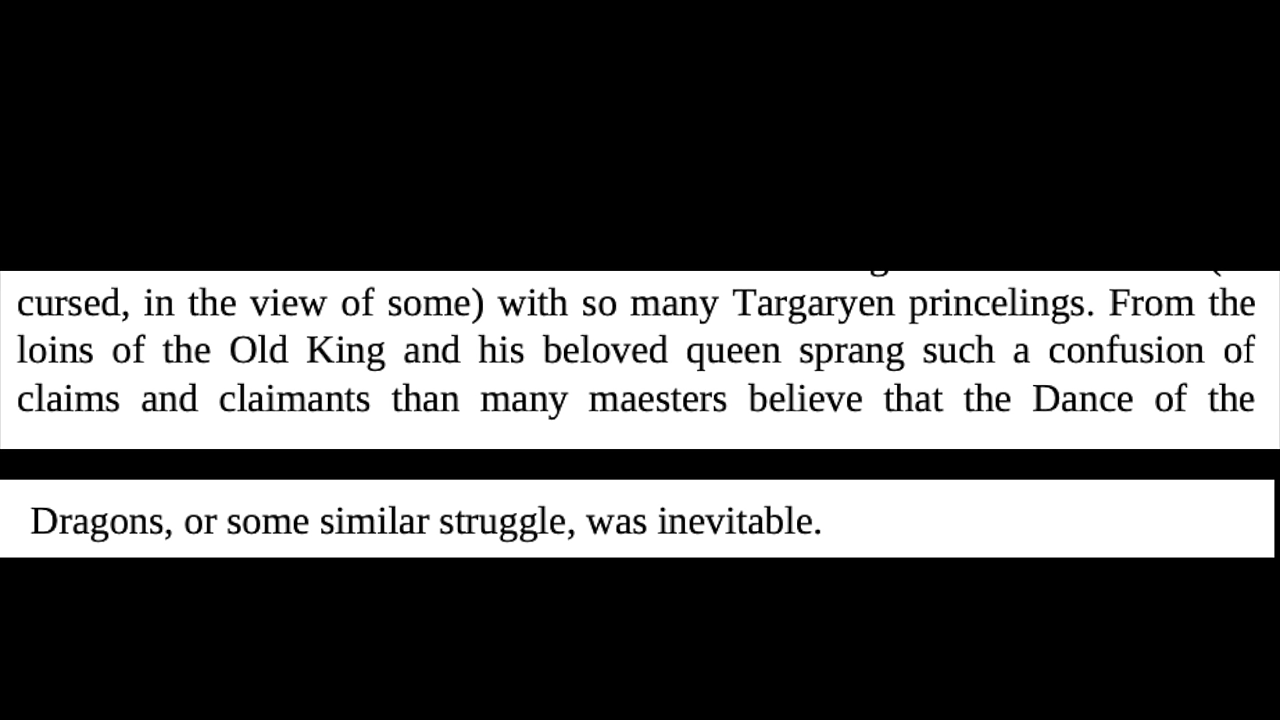 cursed, in the view of some) with so many Targaryen princelings. From the
loins of the Old King and his beloved queen sprang such a confusion of
claims and claimants than many maesters believe that the Dance of the
Dragons, or some similar struggle, was inevitable.